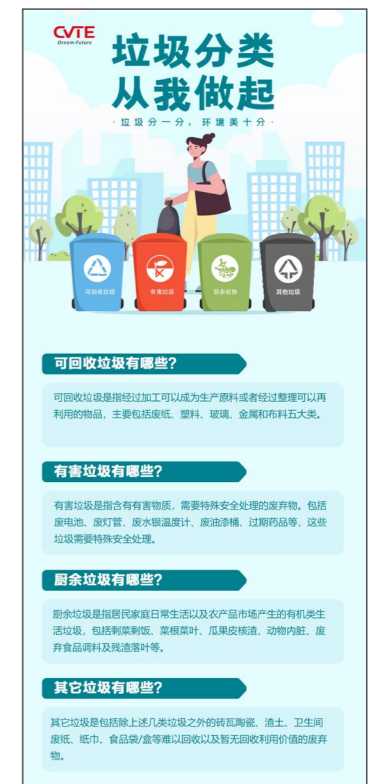 CVTE
Dream·Future
垃圾分类
从我做起
·垃圾分一分，环境美十分·
可回收垃圾
有害垃圾
厨余垃圾
其他垃圾
可回收垃圾有哪些？
可回收垃圾是指经过加工可以成为生产原料或者经过整理可以再
利用的物品，主要包括废纸、塑料、玻璃、金属和布料五大类。
有害垃圾有哪些？
有害垃圾是指含有有害物质，需要特殊安全处理的废弃物。包括
废电池、废灯管、废水银温度计、废油漆桶、过期药品等，这些
垃圾需要特殊安全处理。
厨余垃圾有哪些？
厨余垃圾是指居民家庭日常生活以及农产品市场产生的有机类生
活垃圾，包括剩菜剩饭、菜根菜叶、瓜果皮核渣、动物内脏、废
弃食品调料及残渣落叶等。
其它垃圾有哪些？
其它垃圾是包括除上述几类垃圾之外的砖瓦陶瓷、渣土、卫生间
废纸、纸巾、食品袋/盒等难以回收以及暂无回收利用价值的废弃
物。